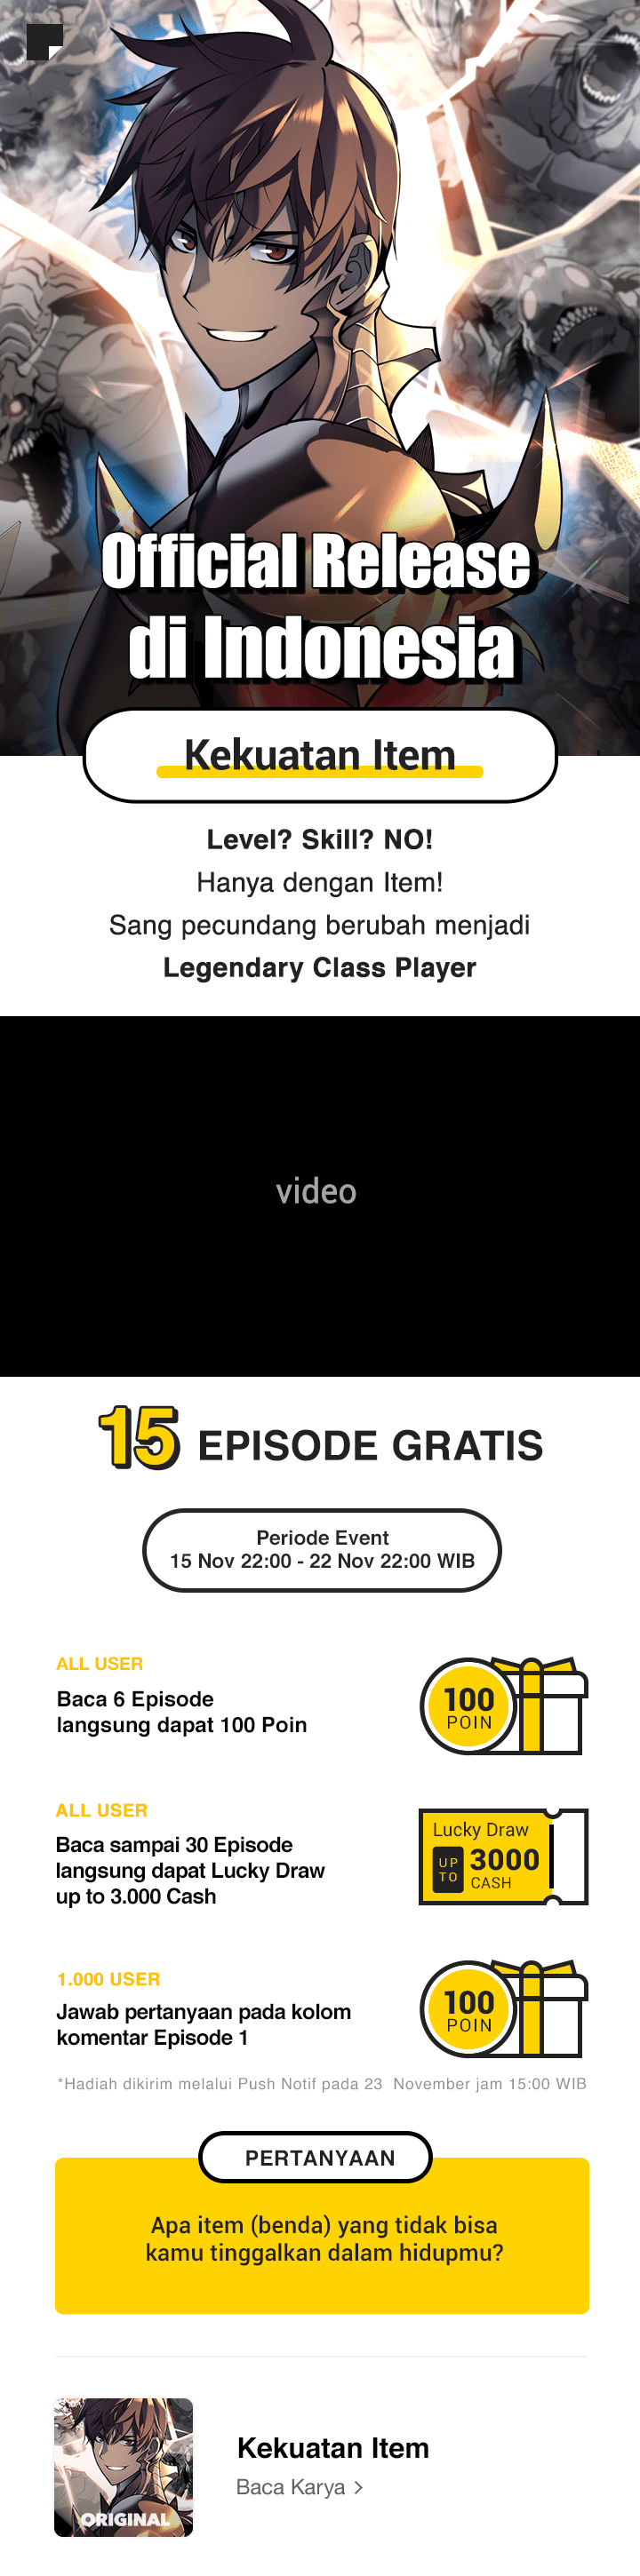 Official Release
di Indonesia
Kekuatan Item
Level? Skill? NO!
Hanya dengan Item!
Sang pecundang berubah menjadi
Legendary Class Player
video
15 EPISODE GRATIS
Periode Event
15 Nov 22:00 - 22 Nov 22:00 WIB
ALL USER
Baca 6 Episode
langsung dapat 100 Poin
100
POIN
ALL USER
Baca sampai 30 Episode
langsung dapat Lucky Draw
up to 3.000 Cash
Lucky Draw
UP TO 3000
CASH
1.000 USER
Jawab pertanyaan pada kolom
komentar Episode 1
100
POIN
*Hadiah dikirim melalui Push Notif pada 23 November jam 15:00 WIB
PERTANYAAN
Apa item (benda) yang tidak bisa
kamu tinggalkan dalam hidupmu?
ORIGINAL
Kekuatan Item
Baca Karya >